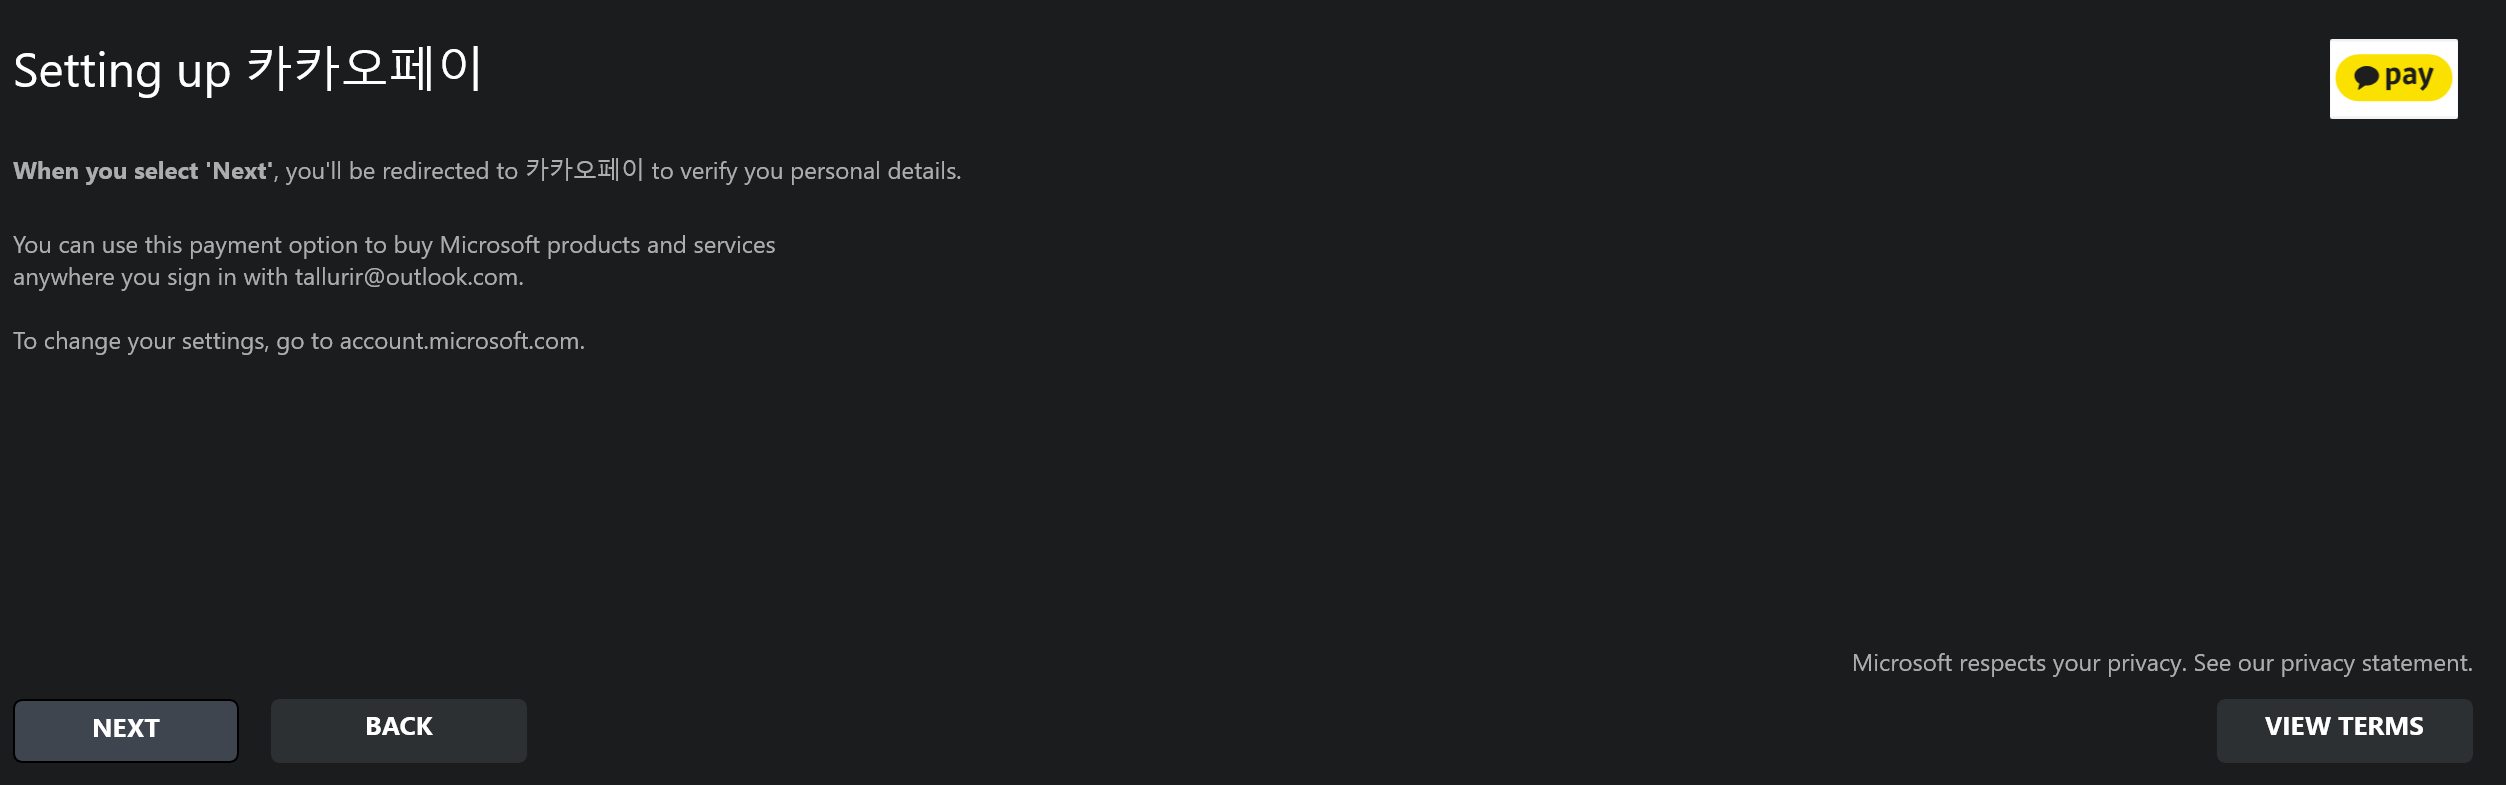 Setting up 카카오페이
pay
When you select 'Next', you'll be redirected to 카카오페이 to verify you personal details.
You can use this payment option to buy Microsoft products and services
anywhere you sign in with tallurir@outlook.com.
To change your settings, go to account.microsoft.com.
Microsoft respects your privacy. See our privacy statement.
NEXT
BACK
VIEW TERMS